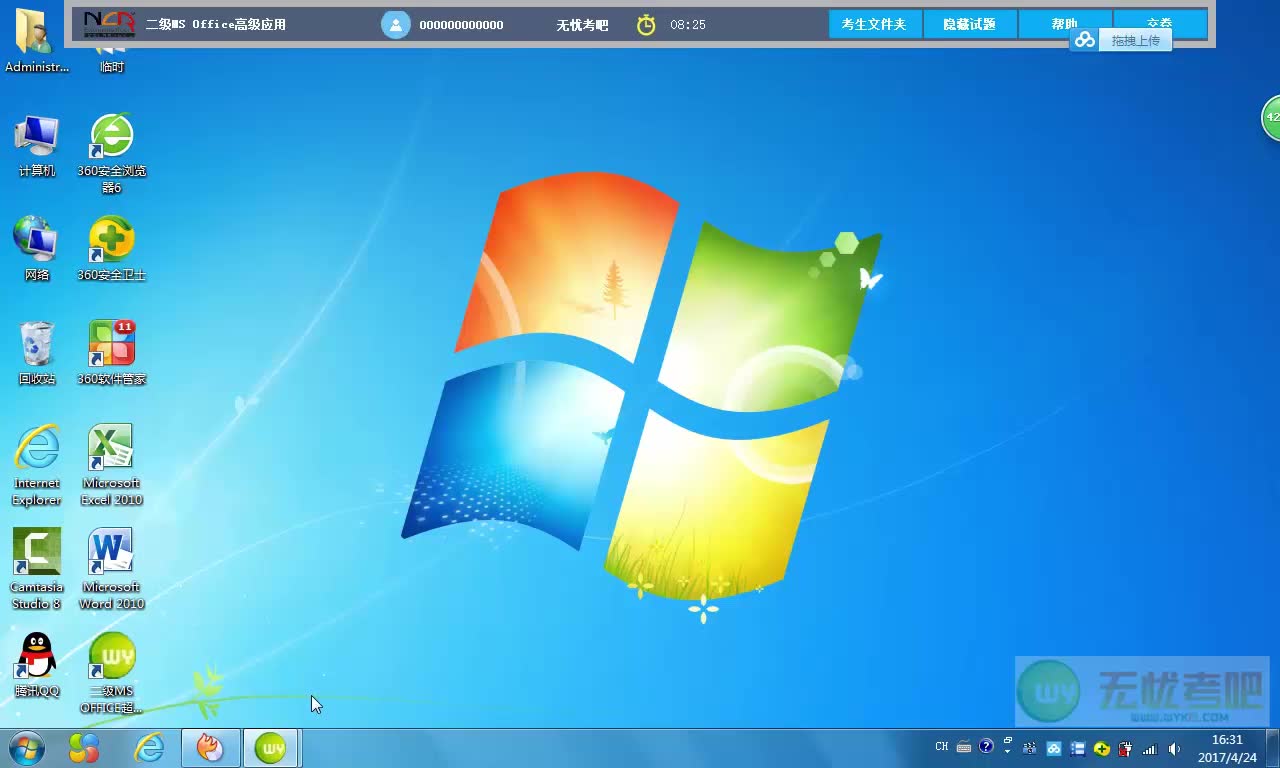 二级MS Office高级应用
000000000000
无忧考吧
08:25
考生文件夹
隐藏试题
帮助
交卷
拖拽上传
Administr...
临时
42
计算机
360安全浏览
器6
网络
360安全卫士
回收站
11
360软件管家
Internet
Explorer
Microsoft
Excel 2010
Camtasia
Studio 8
Microsoft
Word 2010
腾讯QQ
wy
二级MS
OFFICE超...
wy
无忧考吧
wy
CH
16:31
2017/4/24